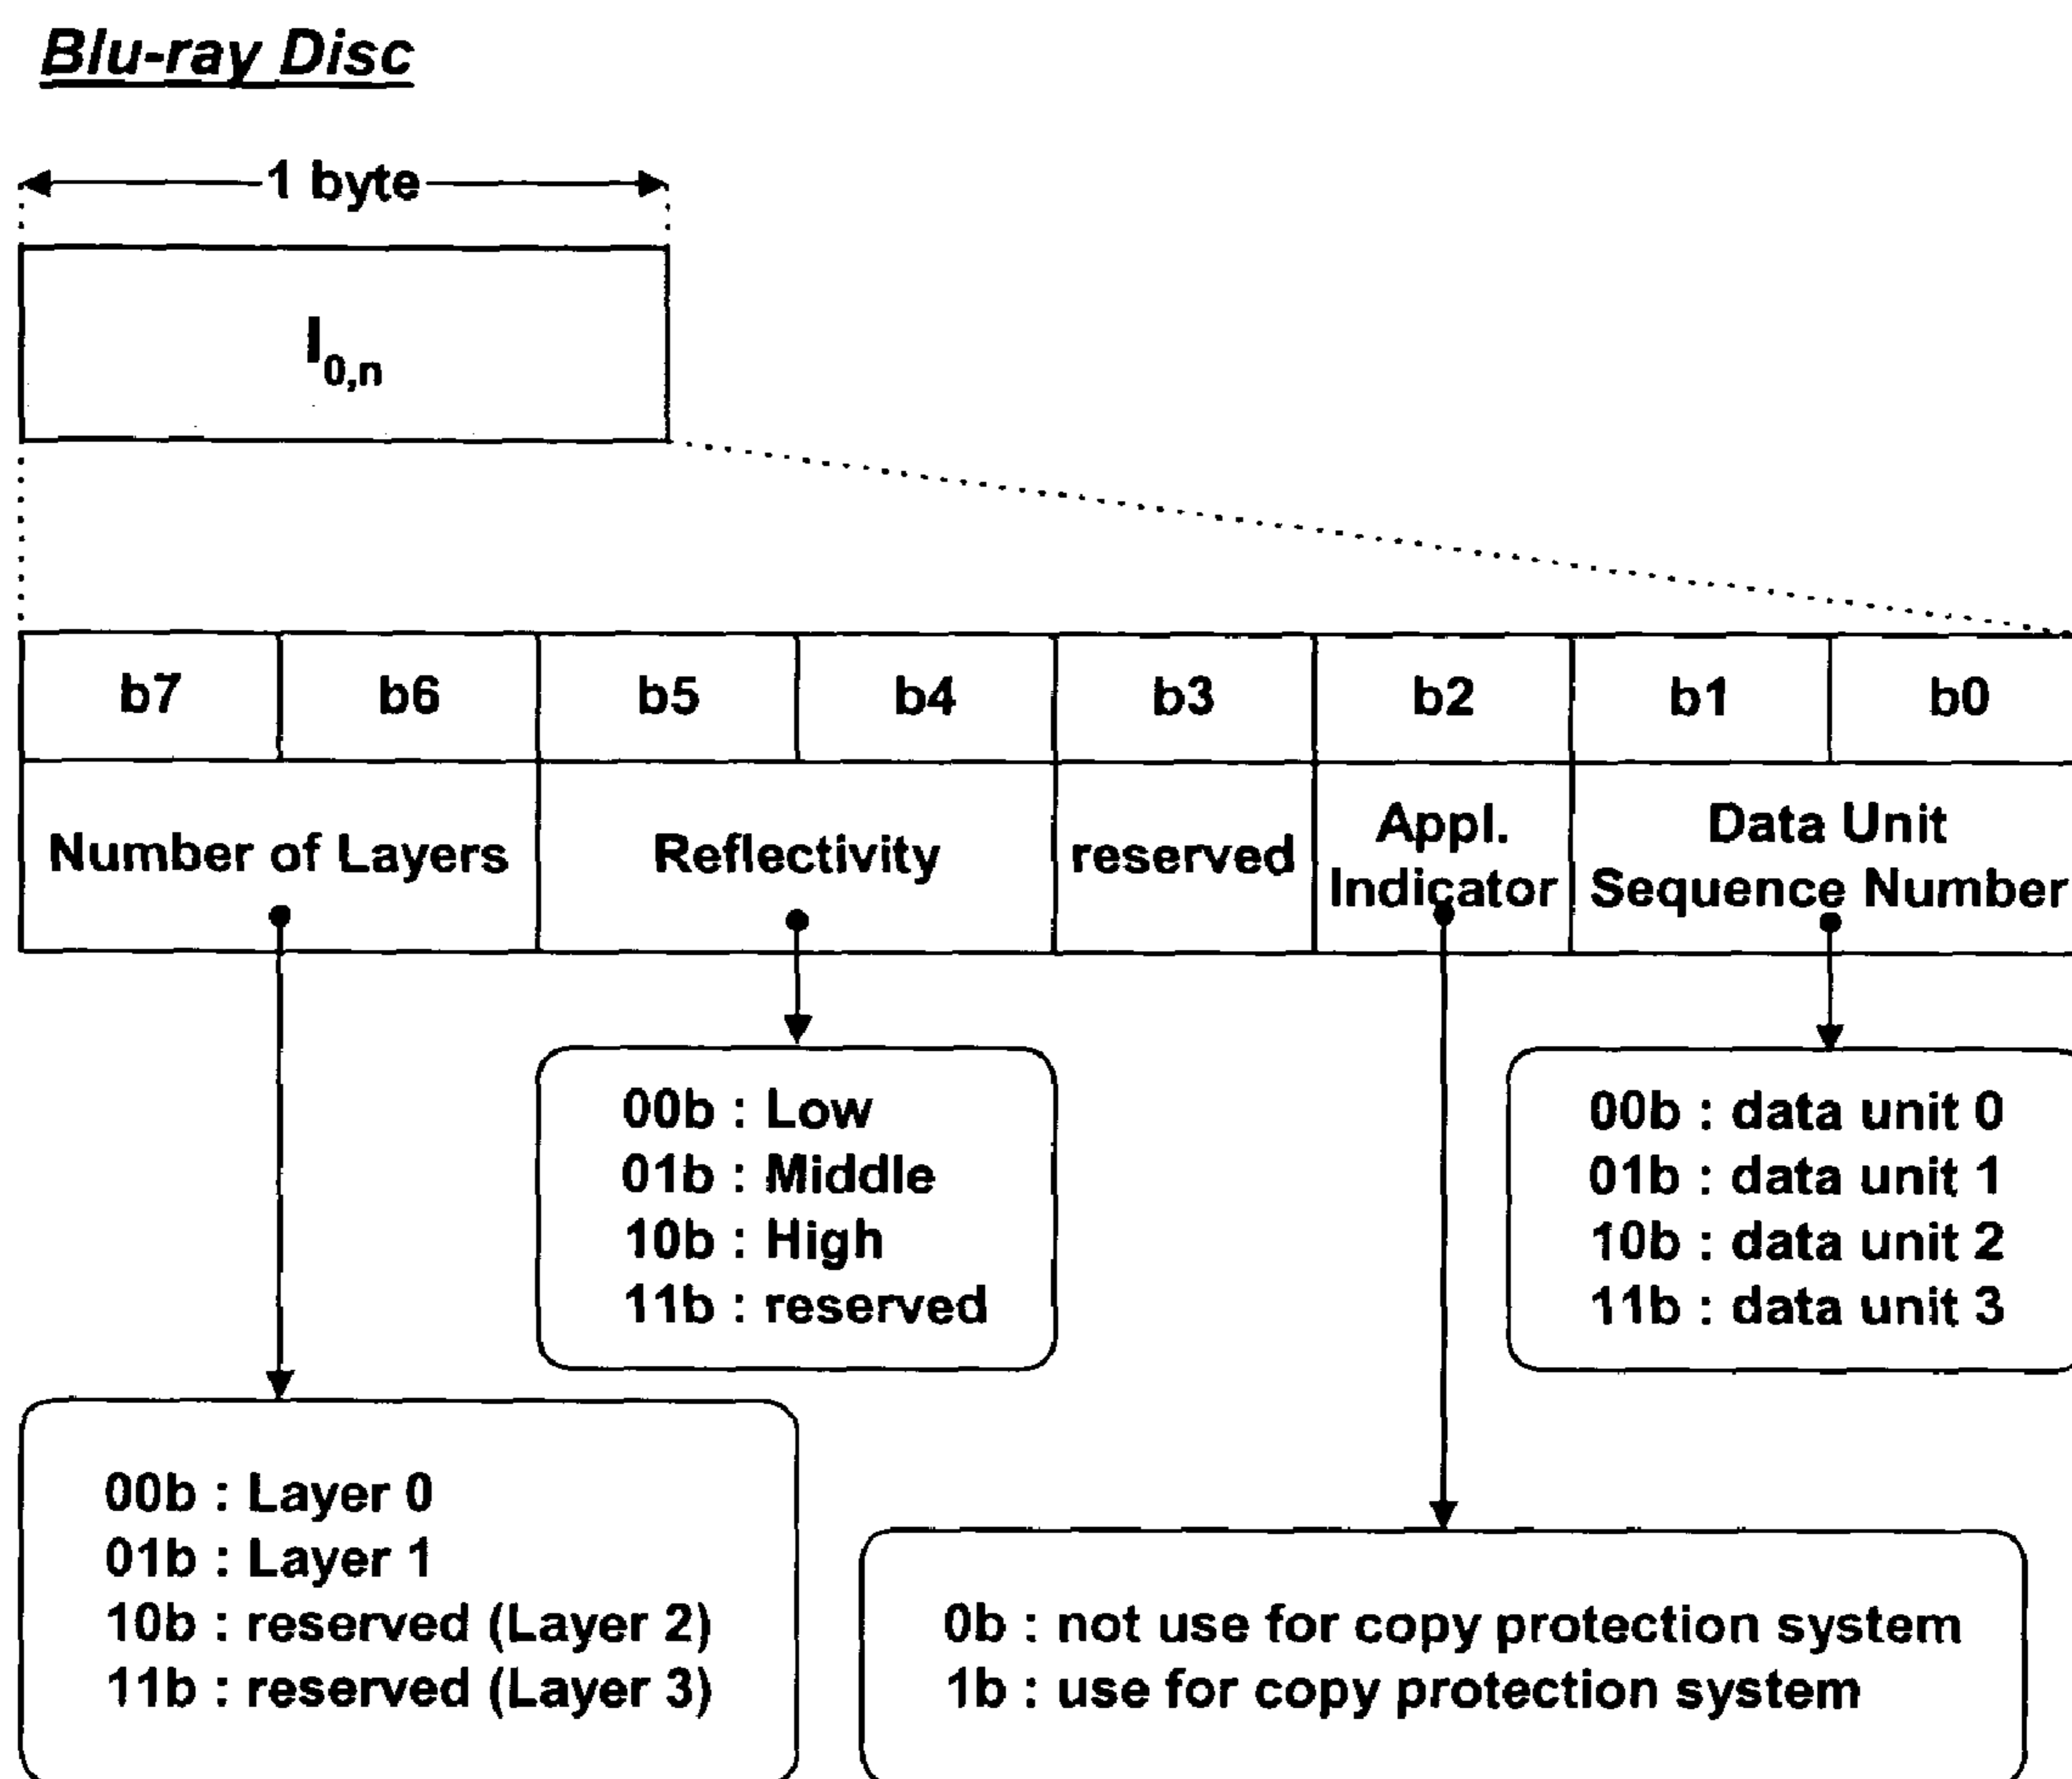 Blu-ray Disc
1 byte
I0,n
b7 b6 b5 b4 b3 b2 b1 b0
Number of Layers
Reflectivity
reserved
Appl.
Indicator
Data Unit
Sequence Number
00b : Low
01b : Middle
10b : High
11b : reserved
00b : data unit 0
01b : data unit 1
10b : data unit 2
11b : data unit 3
00b : Layer 0
01b : Layer 1
10b : reserved (Layer 2)
11b : reserved (Layer 3)
0b : not use for copy protection system
1b : use for copy protection system